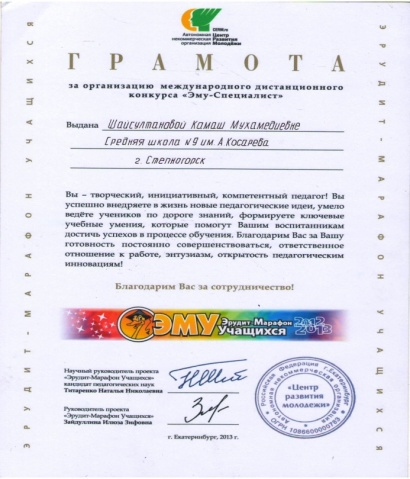 CERM.ru
Автономная
некоммерческая
организация
Центр
Развития
Молодёжи
ГРАМОТА
за организацию международного дистанционного
конкурса «Эму-Специалист»
Выдана Шайсултановой Камаш Мухамедиевне
Средняя школа №9 им. А.Косарева
г. Степногорск
Вы – творческий, инициативный, компетентный педагог! Вы
успешно внедряете в жизнь новые педагогические идеи, умело
ведёте учеников по дороге знаний, формируете ключевые
учебные умения, которые помогут Вашим воспитанникам
достичь успехов в процессе обучения. Благодарим Вас за Вашу
готовность постоянно совершенствоваться, ответственное
отношение к работе, энтузиазм, открытость педагогическим
инновациям!
Благодарим Вас за сотрудничество!
ЭМУ Эрудит Марафон
Учащихся
2012
2013
Научный руководитель проекта
«Эрудит-Марафон Учащихся»
кандидат педагогических наук
Титаренко Наталья Николаевна
Руководитель проекта
«Эрудит-Марафон Учащихся»
Зайдуллина Илюза Зифовна
г. Екатеринбург, 2013 г.
Российская Федерация г.Екатеринбург
Автономная некоммерческая организация
«Центр
развития
молодежи»
ЭРУДИТ-МАРАФОН УЧАЩИХСЯ
ЭРУДИТ-МАРАФОН УЧАЩИХСЯ